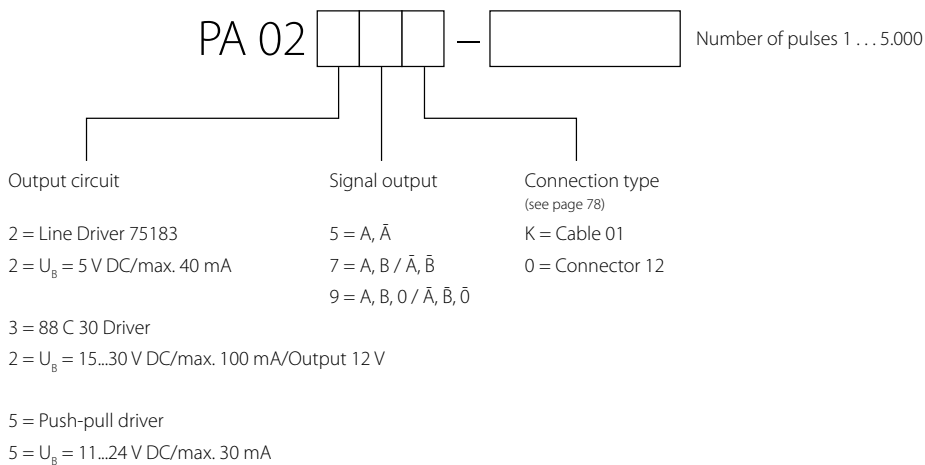 PA 02 – Number of pulses 1 . . . 5.000
Output circuit
2 = Line Driver 75183
2 = U_B = 5 V DC/max. 40 mA
3 = 88 C 30 Driver
2 = U_B = 15...30 V DC/max. 100 mA/Output 12 V
5 = Push-pull driver
5 = U_B = 11...24 V DC/max. 30 mA
Signal output
5 = A, Ā
7 = A, B / Ā, B̄
9 = A, B, 0 / Ā, B̄, 0̄
Connection type
(see page 78)
K = Cable 01
0 = Connector 12